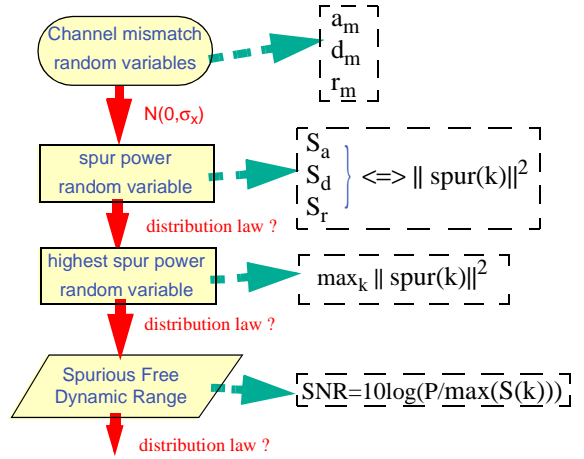 Channel mismatch
random variables
a_m
d_m
r_m
N(0,σ_x)
spur power
random variable
S_a
S_d
S_r
<=> || spur(k)||^2
distribution law ?
highest spur power
random variable
max_k || spur(k)||^2
distribution law ?
Spurious Free
Dynamic Range
SNR=10log(P/max(S(k)))
distribution law ?